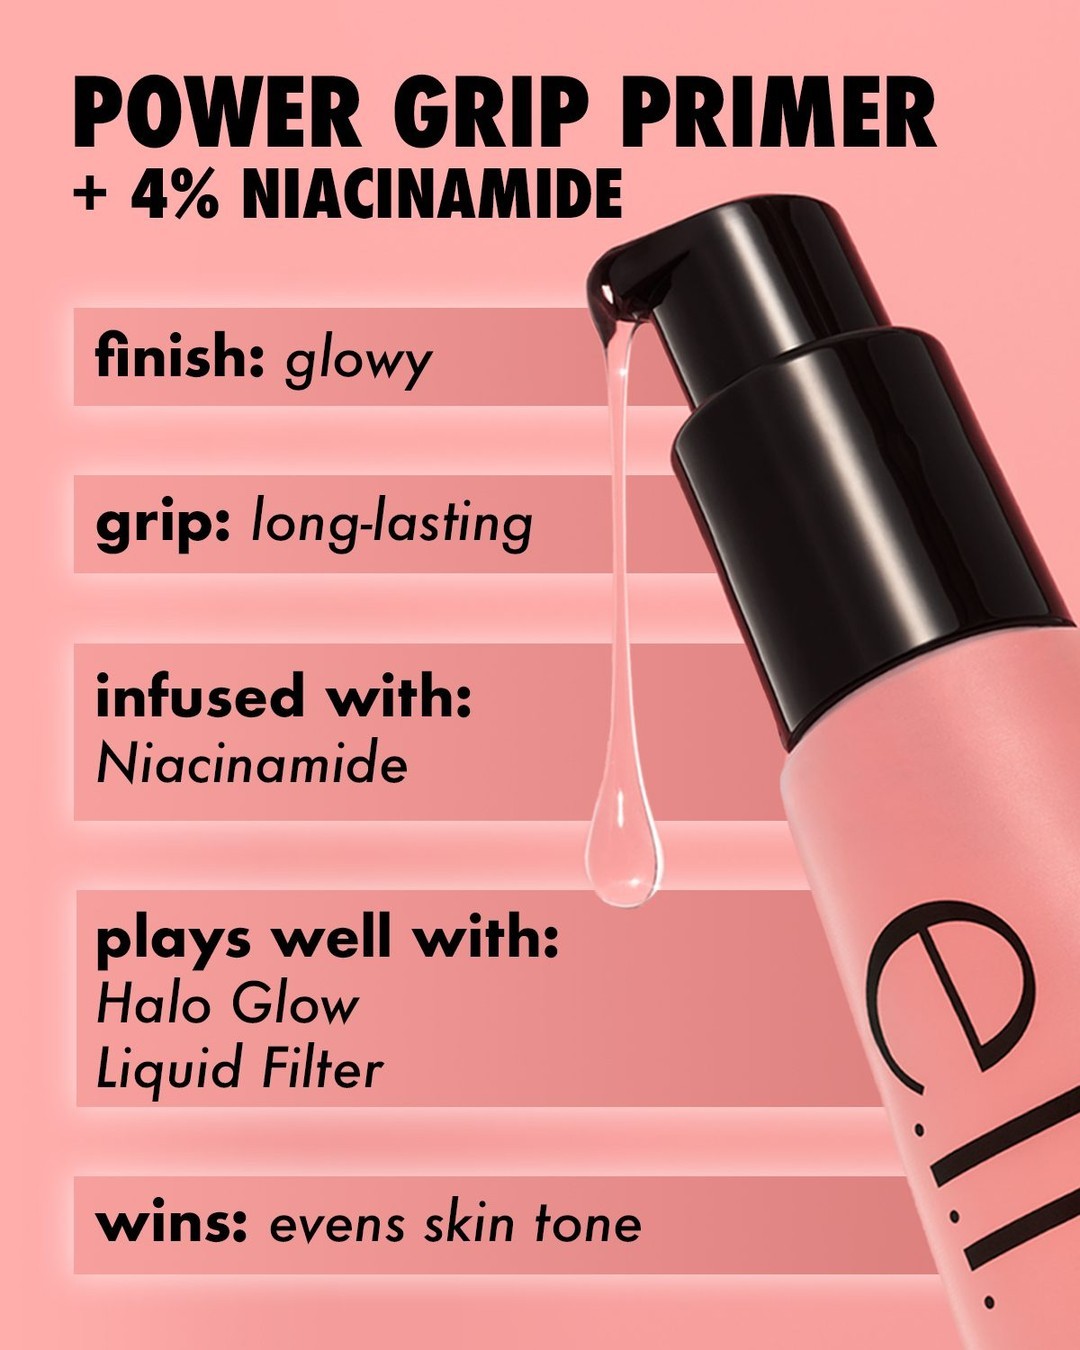 POWER GRIP PRIMER
+ 4% NIACINAMIDE
finish: glowy
grip: long-lasting
infused with:
Niacinamide
plays well with:
Halo Glow
Liquid Filter
wins: evens skin tone
e.l.f.